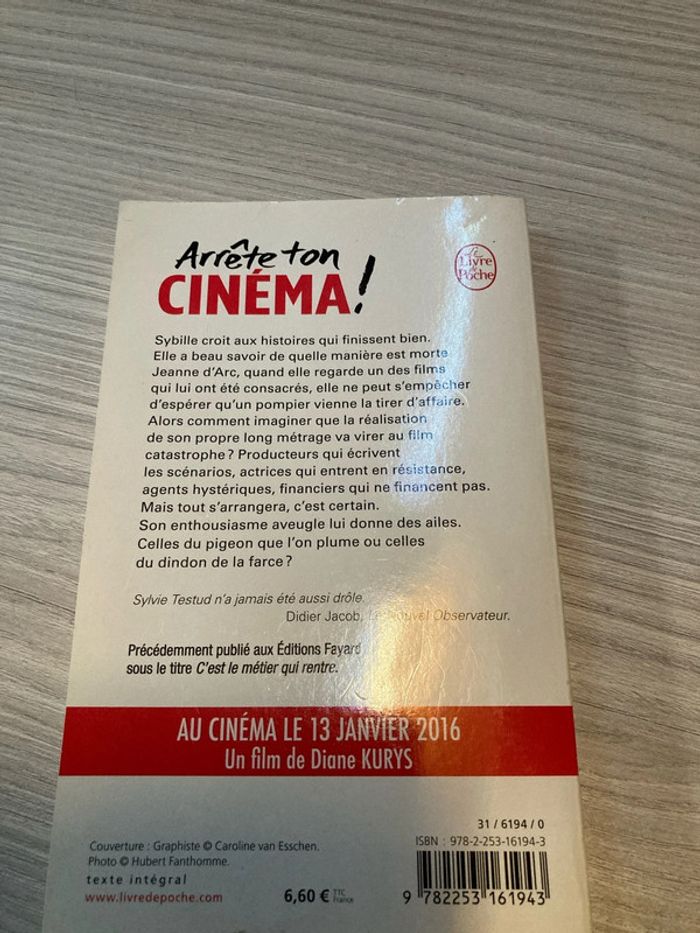 Arrête ton
CINÉMA !
Le
Livre
de
Poche
Sybille croit aux histoires qui finissent bien.
Elle a beau savoir de quelle manière est morte
Jeanne d'Arc, quand elle regarde un des films
qui lui ont été consacrés, elle ne peut s'empêcher
d'espérer qu'un pompier vienne la tirer d'affaire.
Alors comment imaginer que la réalisation
de son propre long métrage va virer au film
catastrophe ? Producteurs qui écrivent
les scénarios, actrices qui entrent en résistance,
agents hystériques, financiers qui ne financent pas.
Mais tout s'arrangera, c'est certain.
Son enthousiasme aveugle lui donne des ailes.
Celles du pigeon que l'on plume ou celles
du dindon de la farce ?
Sylvie Testud n'a jamais été aussi drôle.
Didier Jacob, Le Nouvel Observateur.
Précédemment publié aux Éditions Fayard
sous le titre C'est le métier qui rentre.
AU CINÉMA LE 13 JANVIER 2016
Un film de Diane KURYS
31 / 6194 / 0
ISBN : 978-2-253-16194-3
Couverture : Graphiste © Caroline van Esschen.
Photo © Hubert Fanthomme.
texte intégral
www.livredepoche.com
6,60 € TTC
France
9 782253 161943